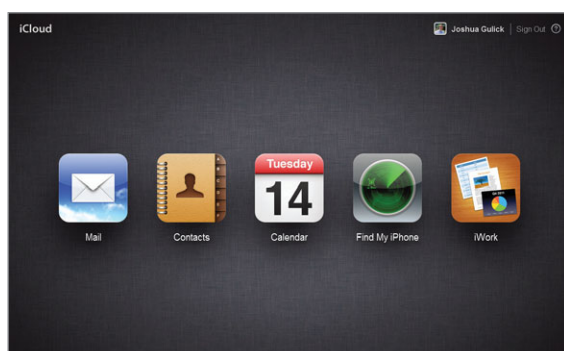 iCloud
Joshua Gulick | Sign Out ?
Tuesday
14
Mail
Contacts
Calendar
Find My iPhone
iWork